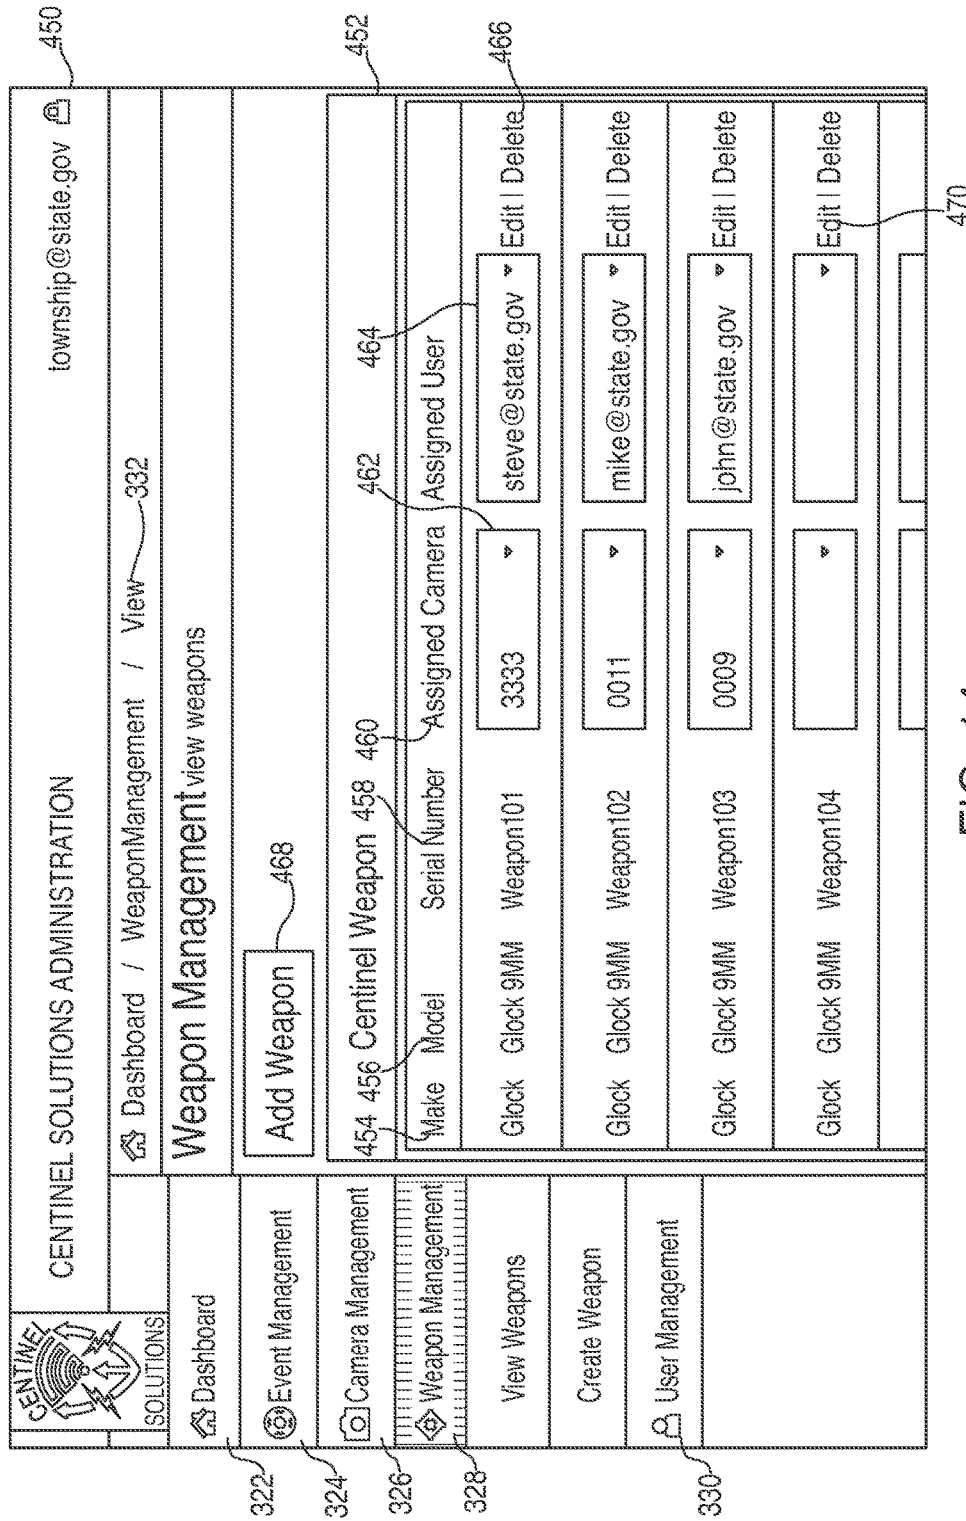 450
CENTINEL
SOLUTIONS
CENTINEL SOLUTIONS ADMINISTRATION
township@state.gov
322
Dashboard
324
Event Management
326
Camera Management
328
Weapon Management
View Weapons
Create Weapon
330
User Management
Dashboard / WeaponManagement / View 332
Weapon Management view weapons
Add Weapon
468
452
454 456 Centinel Weapon 458 460 462 464
Make Model Serial Number Assigned Camera Assigned User
466
Glock Glock 9MM Weapon101 3333 steve@state.gov Edit | Delete
Glock Glock 9MM Weapon102 0011 mike@state.gov Edit | Delete
Glock Glock 9MM Weapon103 0009 john@state.gov Edit | Delete
Glock Glock 9MM Weapon104 Edit | Delete
470